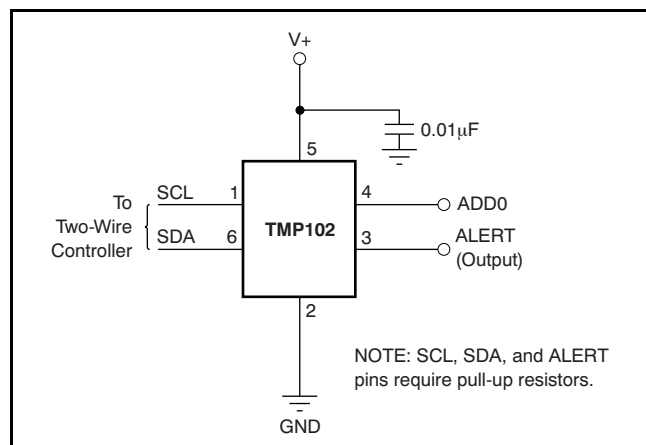 V+
0.01μF
5
To
Two-Wire
Controller
SCL
1
SDA
6
TMP102
4
ADD0
3
ALERT
(Output)
2
NOTE: SCL, SDA, and ALERT
pins require pull-up resistors.
GND